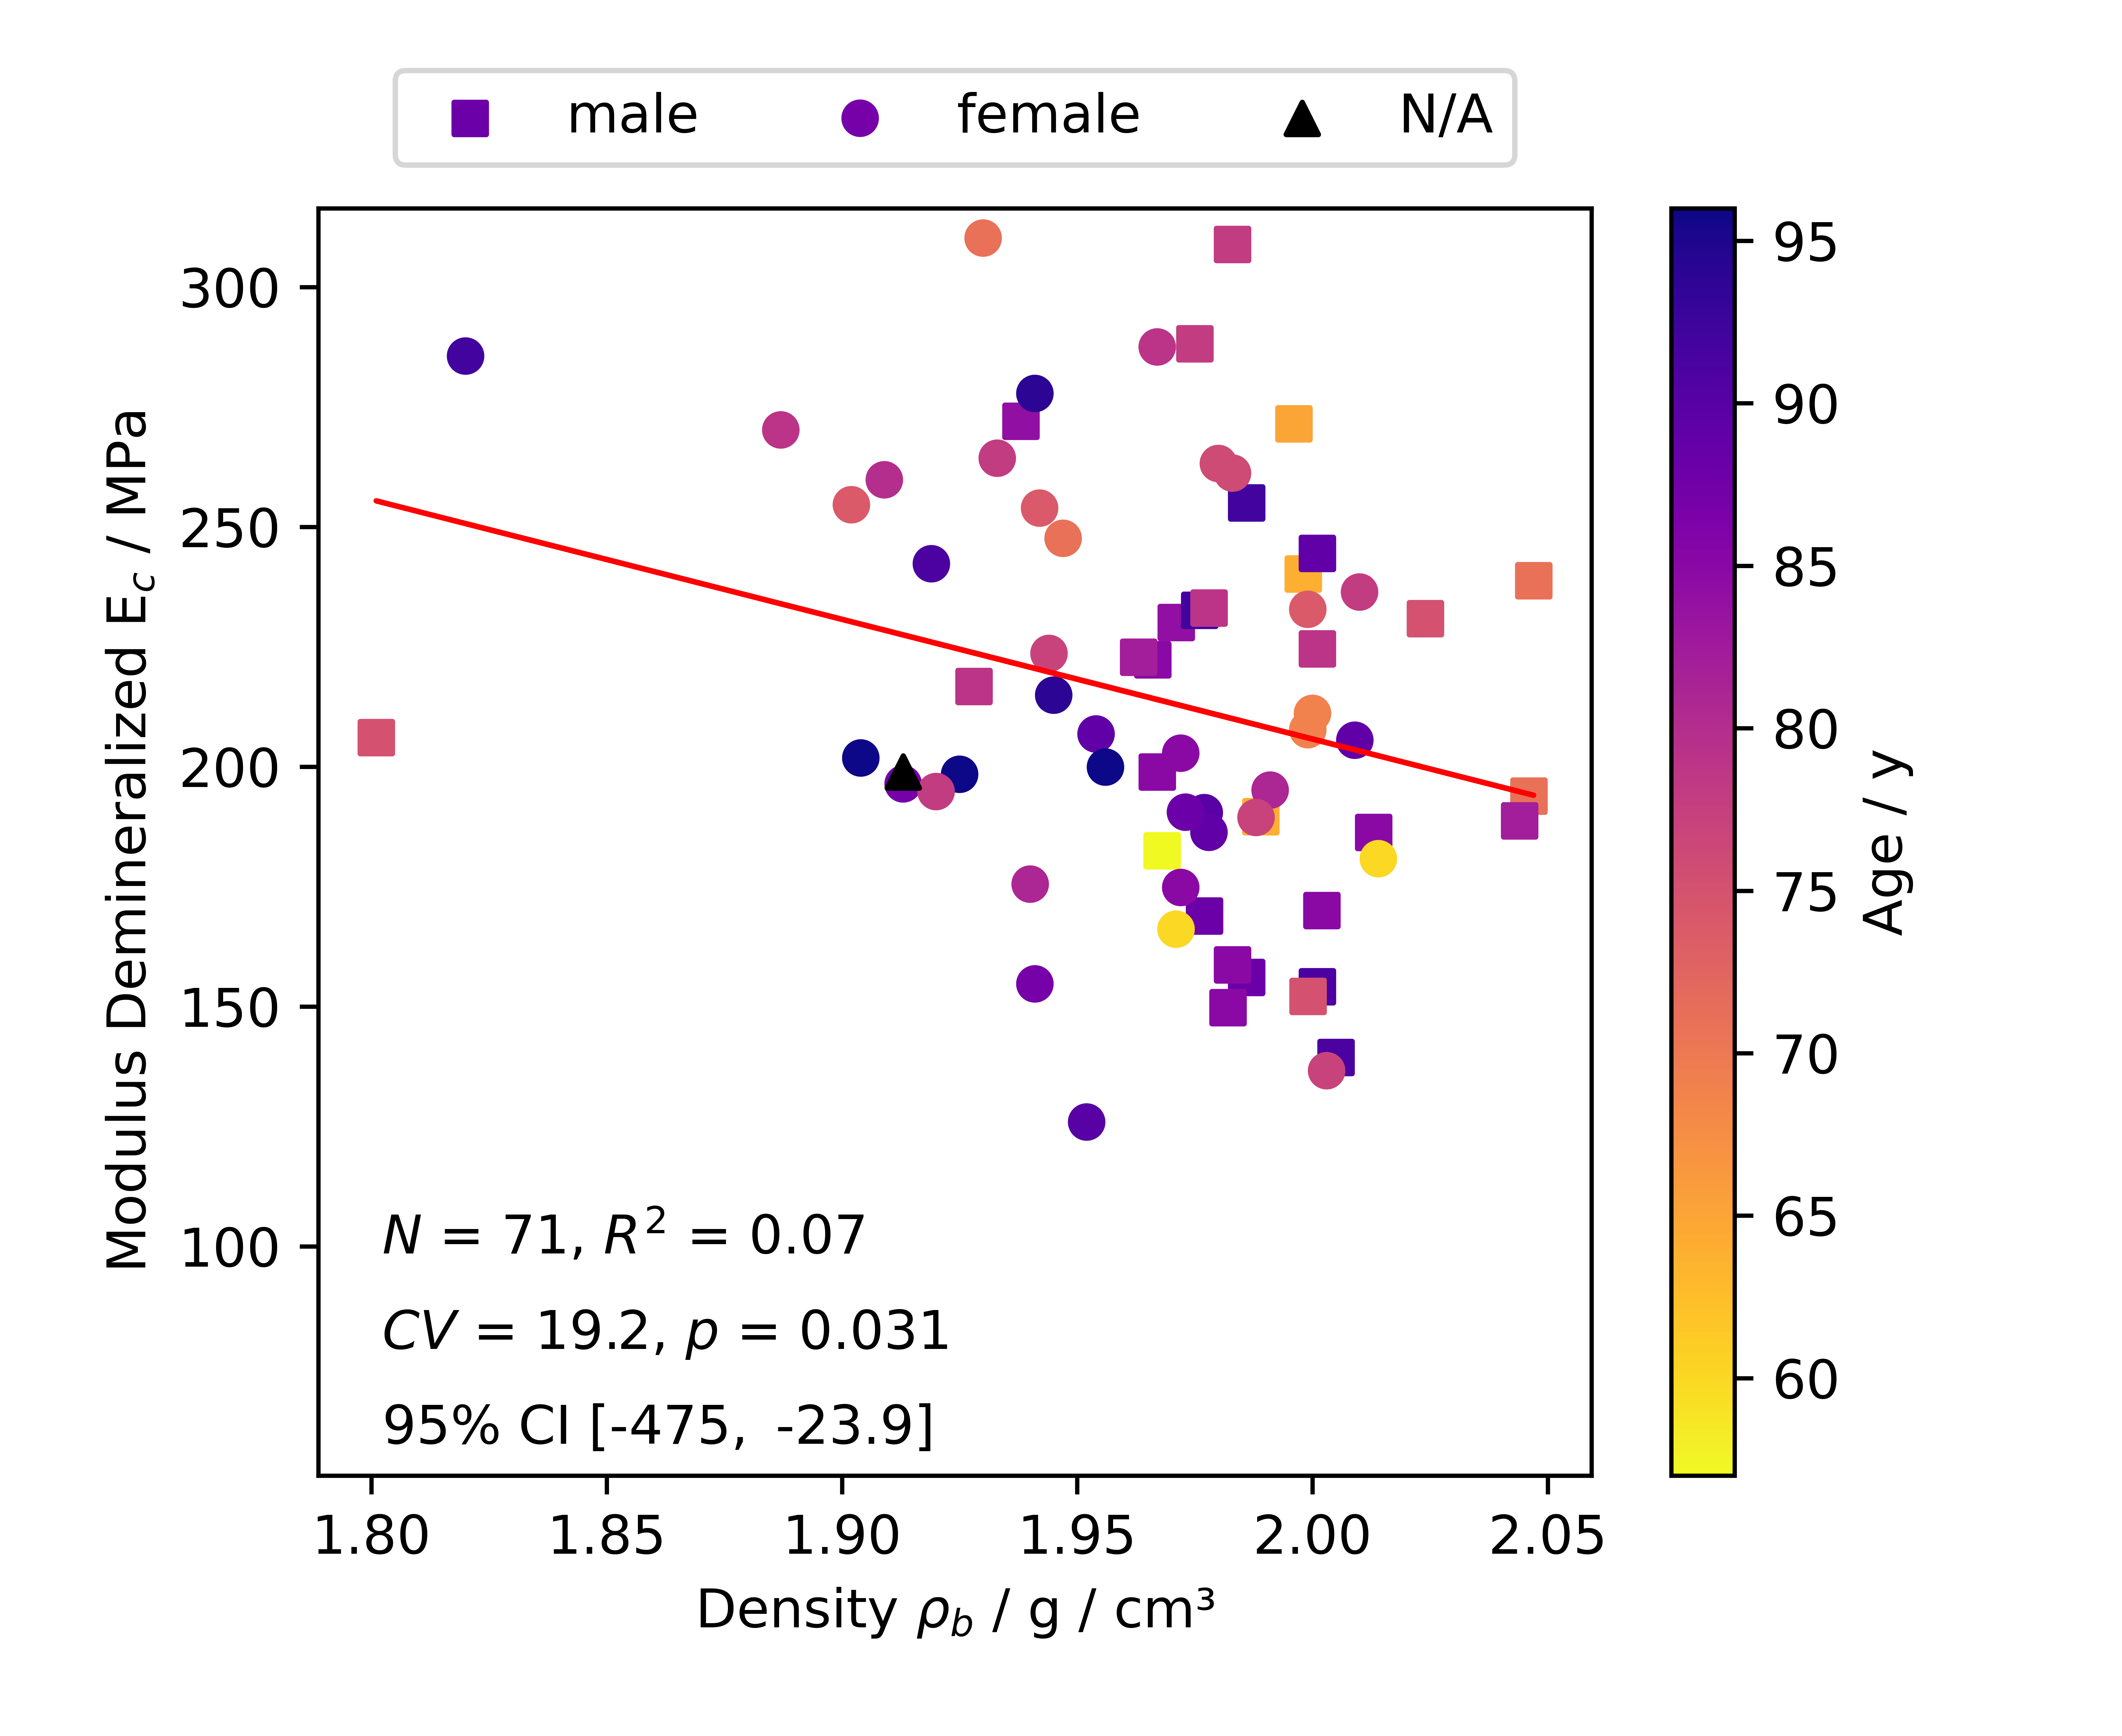 male female N/A
300
250
200
150
100
Modulus Demineralized E_c / MPa
N = 71, R² = 0.07
CV = 19.2, p = 0.031
95% CI [-475, -23.9]
1.80 1.85 1.90 1.95 2.00 2.05
Density ρ_b / g / cm³
95
90
85
80
75
70
65
60
Age / y